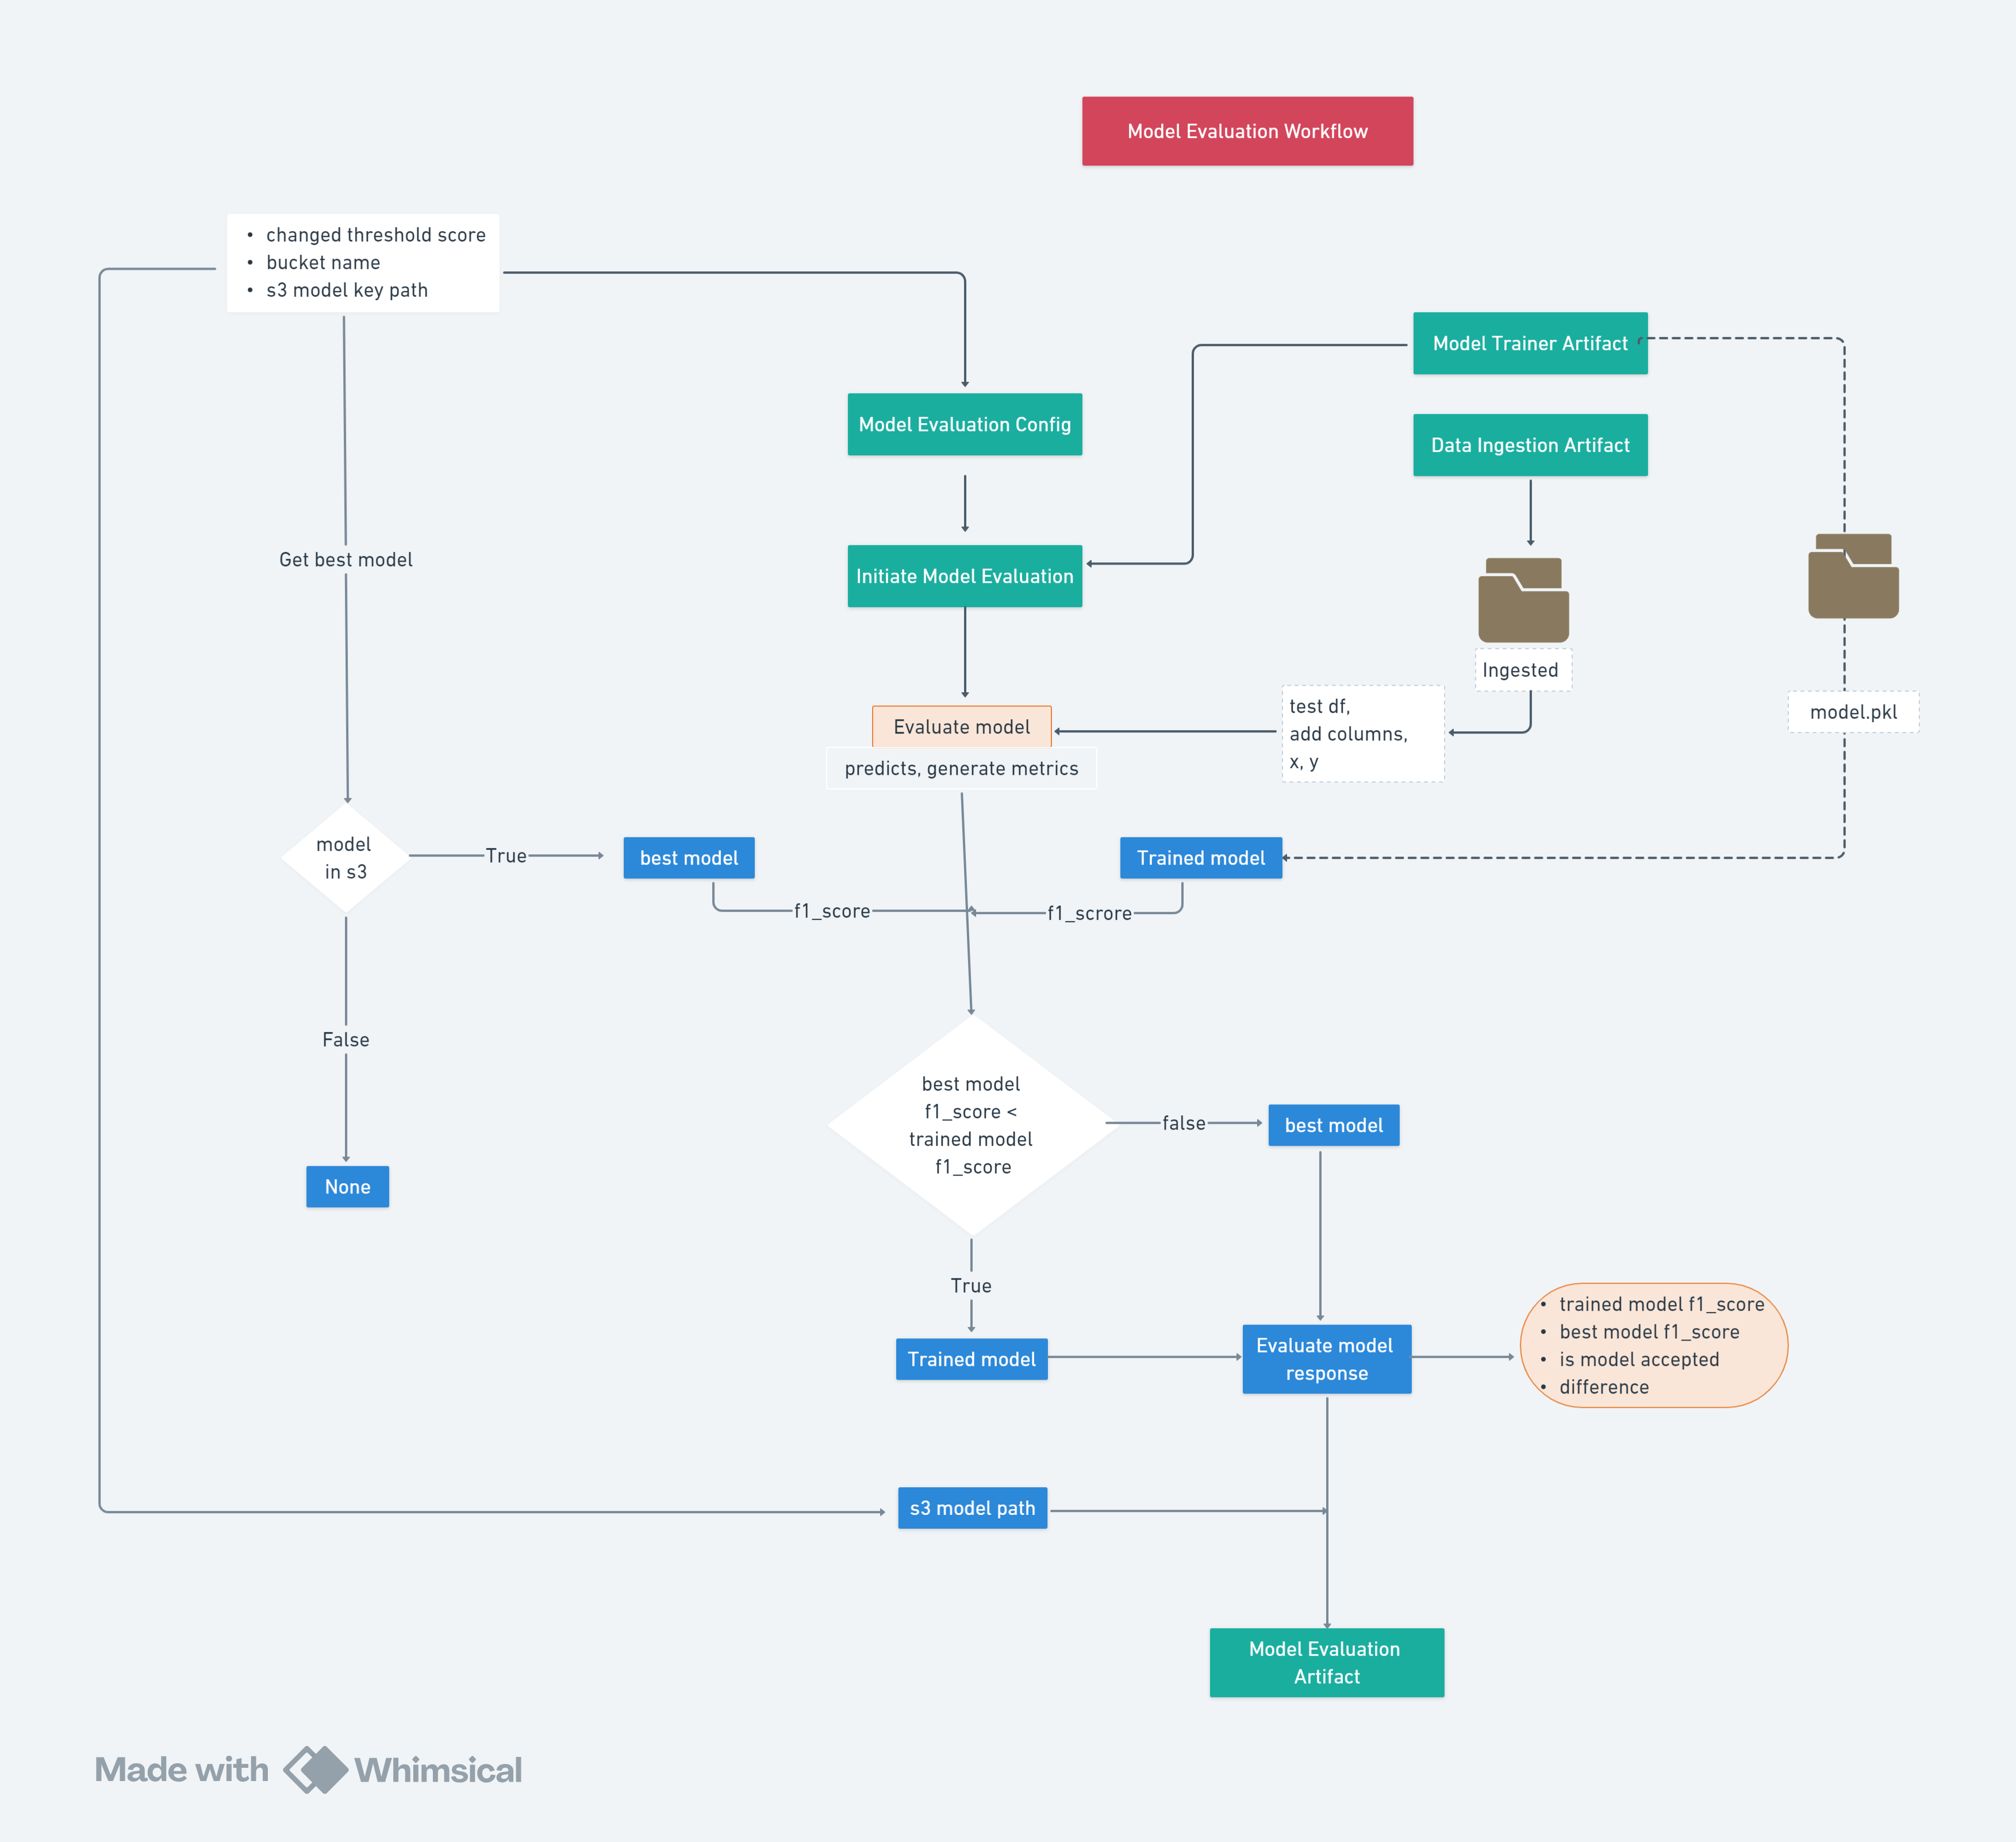 Model Evaluation Workflow
• changed threshold score
• bucket name
• s3 model key path
Model Trainer Artifact
Model Evaluation Config
Data Ingestion Artifact
Get best model
Initiate Model Evaluation
Ingested
test df,
add columns,
x, y
model.pkl
Evaluate model
predicts, generate metrics
model
in s3
True
best model
Trained model
f1_score
f1_scrore
False
best model
f1_score <
trained model
f1_score
false
best model
None
True
Trained model
Evaluate model
response
• trained model f1_score
• best model f1_score
• is model accepted
• difference
s3 model path
Model Evaluation
Artifact
Made with Whimsical